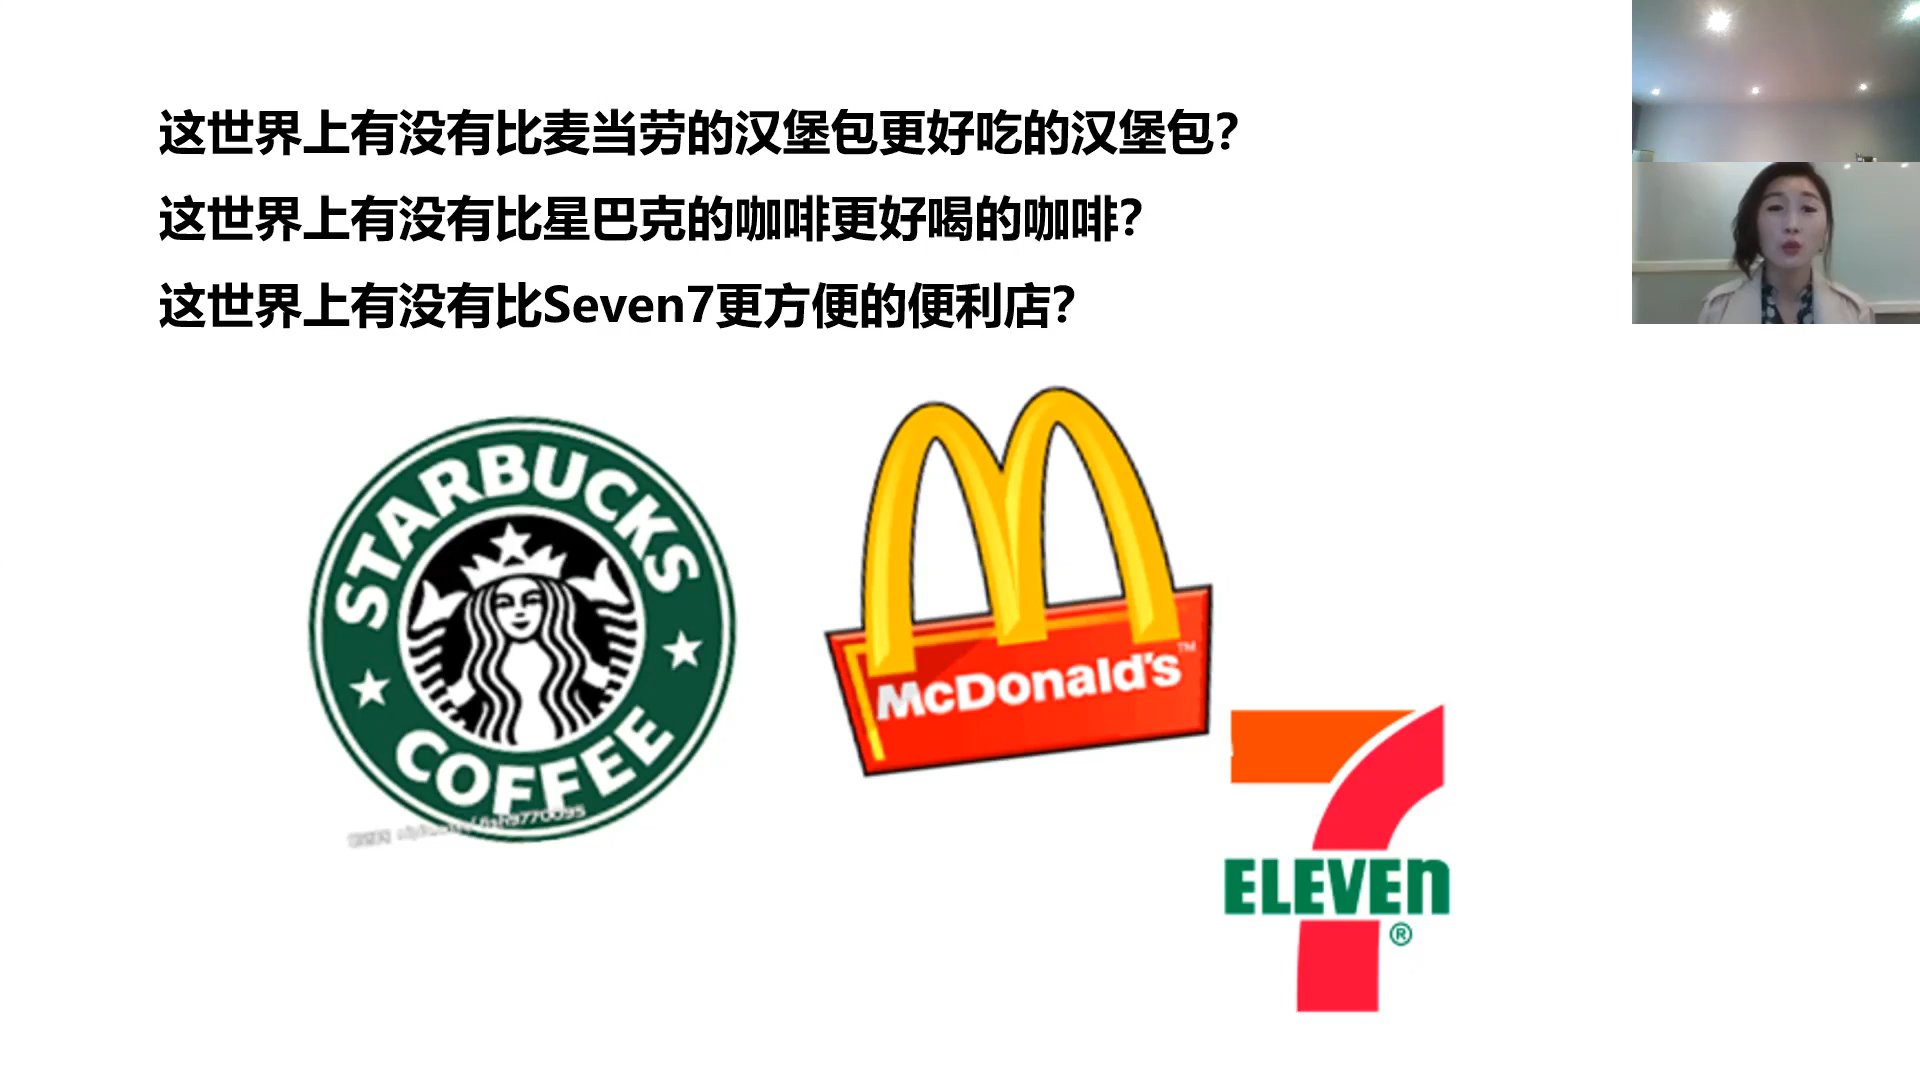 这世界上有没有比麦当劳的汉堡包更好吃的汉堡包?
这世界上有没有比星巴克的咖啡更好喝的咖啡?
这世界上有没有比Seven7更方便的便利店?
STARBUCKS
COFFEE
McDonald's™
7
ELEVEn
®